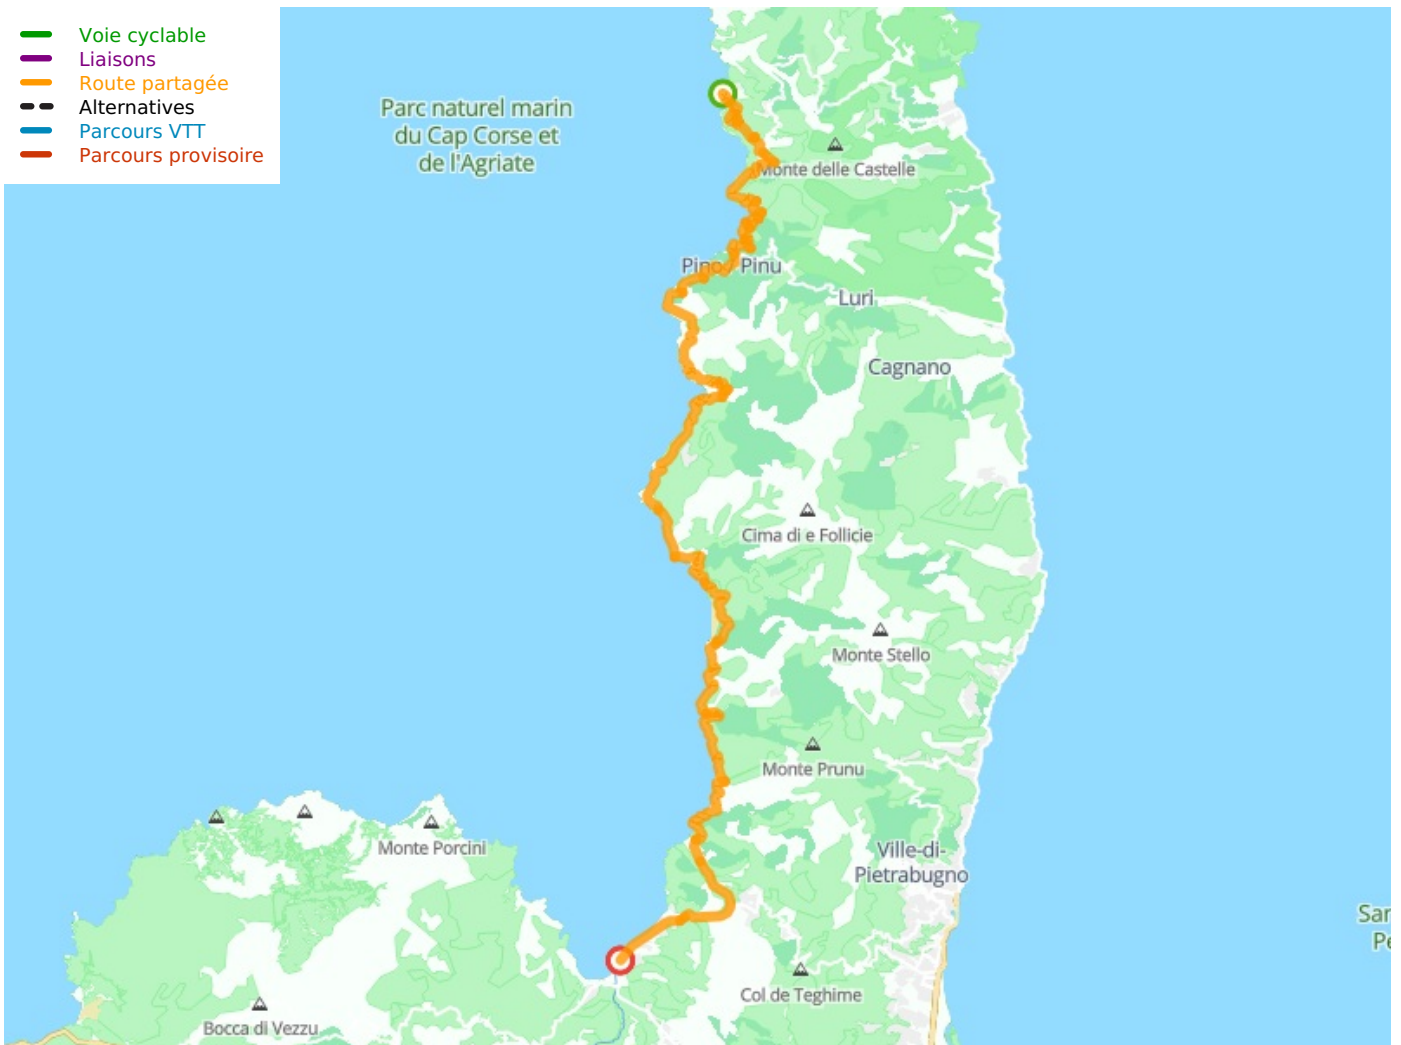 Voie cyclable
Liaisons
Route partagée
Alternatives
Parcours VTT
Parcours provisoire
Parc naturel marin
du Cap Corse et
de l'Agriate
Monte delle Castelle
Pino / Pinu
Luri
Cagnano
Cima di e Follicie
Monte Stello
Monte Prunu
Monte Porcini
Ville-di-
Pietrabugno
Col de Teghime
Bocca di Vezzu